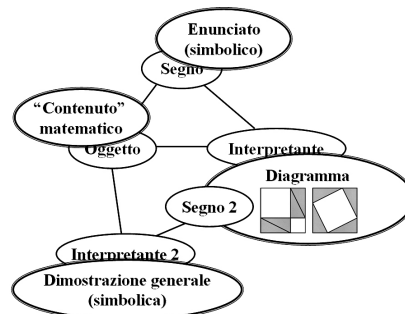 Enunciato
(simbolico)
Segno
“Contenuto”
matematico
Oggetto
Interpretante
Diagramma
Segno 2
Interpretante 2
Dimostrazione generale
(simbolica)